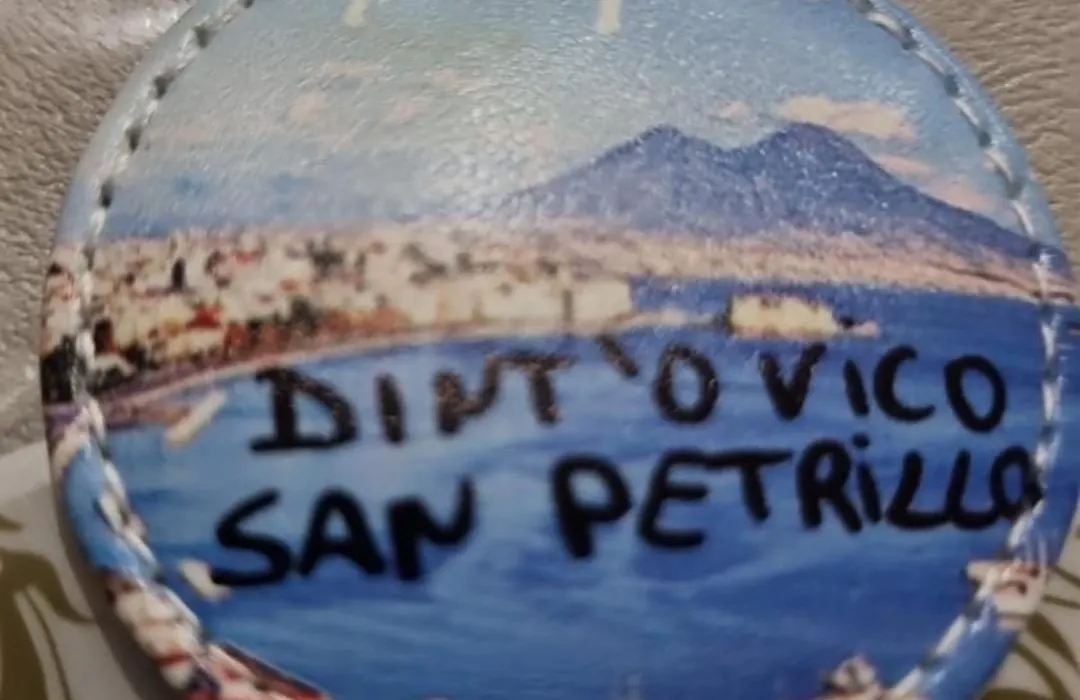 DINT'O VICO
SAN PETRILLO